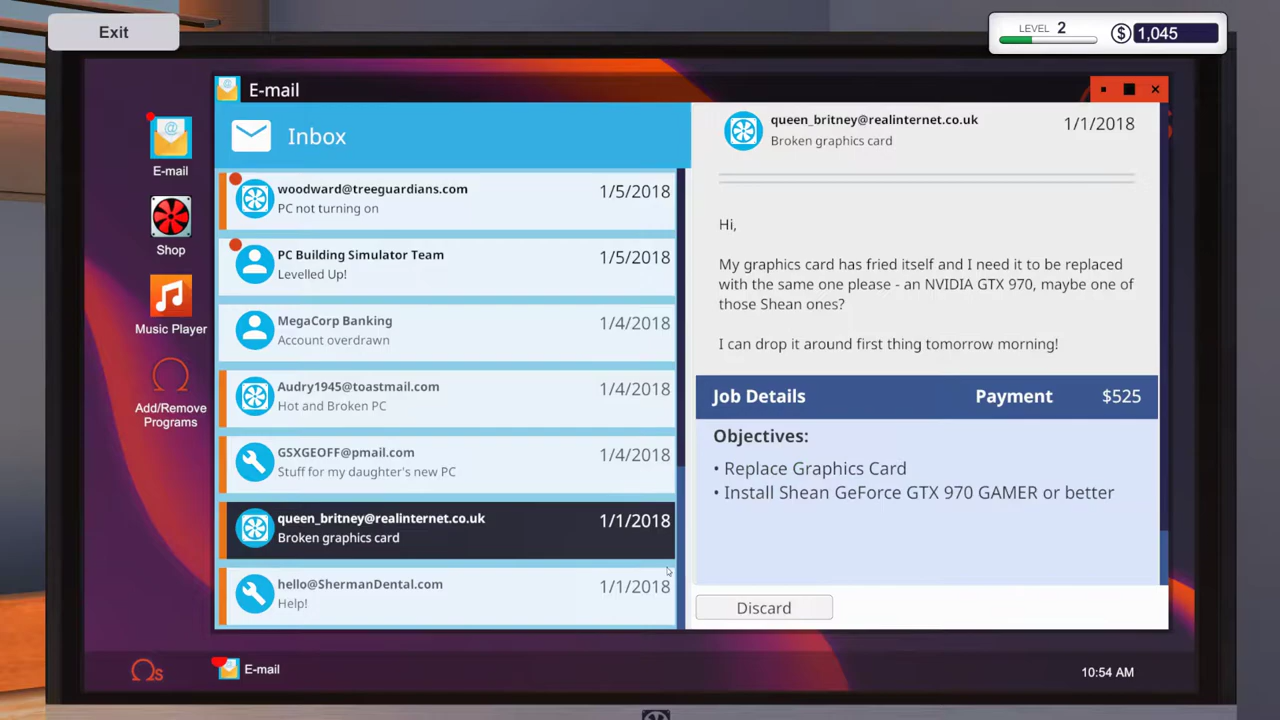 Exit
LEVEL 2
$ 1,045
E-mail
Shop
Music Player
Add/Remove
Programs
E-mail
Inbox
woodward@treeguardians.com 1/5/2018
PC not turning on
PC Building Simulator Team 1/5/2018
Levelled Up!
MegaCorp Banking 1/4/2018
Account overdrawn
Audry1945@toastmail.com 1/4/2018
Hot and Broken PC
GSXGEOFF@pmail.com 1/4/2018
Stuff for my daughter's new PC
queen_britney@realinternet.co.uk 1/1/2018
Broken graphics card
hello@ShermanDental.com 1/1/2018
Help!
queen_britney@realinternet.co.uk 1/1/2018
Broken graphics card
Hi,
My graphics card has fried itself and I need it to be replaced
with the same one please - an NVIDIA GTX 970, maybe one of
those Shean ones?
I can drop it around first thing tomorrow morning!
Job Details Payment $525
Objectives:
• Replace Graphics Card
• Install Shean GeForce GTX 970 GAMER or better
Discard
Ωs
E-mail
10:54 AM